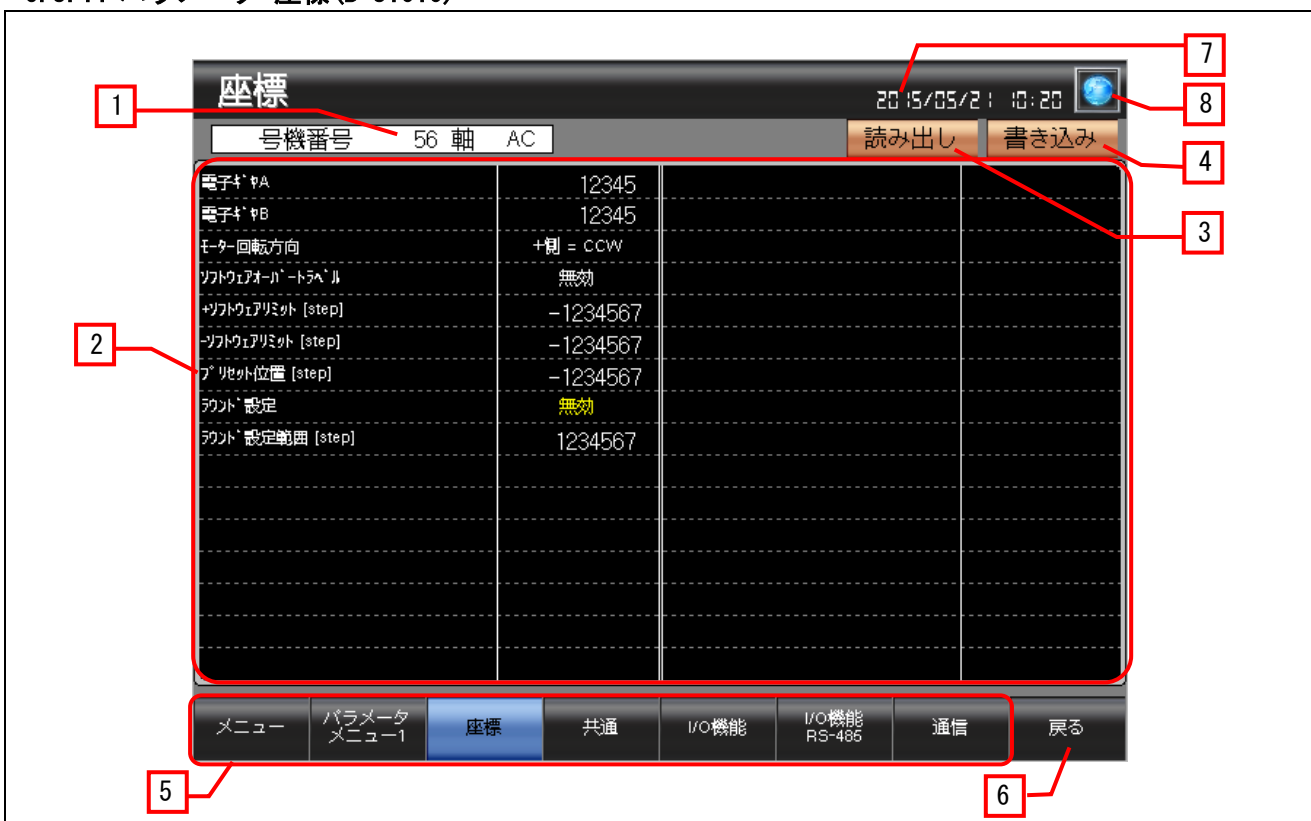 座標
2015/05/21 10:20
号機番号 56 軸 AC
読み出し 書き込み
電子ｷﾞﾔA 12345
電子ｷﾞﾔB 12345
ﾓｰﾀｰ回転方向 +側 = CCW
ｿﾌﾄｳｪｱｵｰﾊﾞｰﾄﾗﾍﾞﾙ 無効
+ｿﾌﾄｳｪｱﾘﾐｯﾄ [step] -1234567
-ｿﾌﾄｳｪｱﾘﾐｯﾄ [step] -1234567
ﾌﾟﾘｾｯﾄ位置 [step] -1234567
ﾗｳﾝﾄﾞ設定 無効
ﾗｳﾝﾄﾞ設定範囲 [step] 1234567
メニュー
パラメータ
メニュー1
座標
共通
I/O機能
I/O機能
RS-485
通信
戻る
1
2
3
4
5
6
7
8